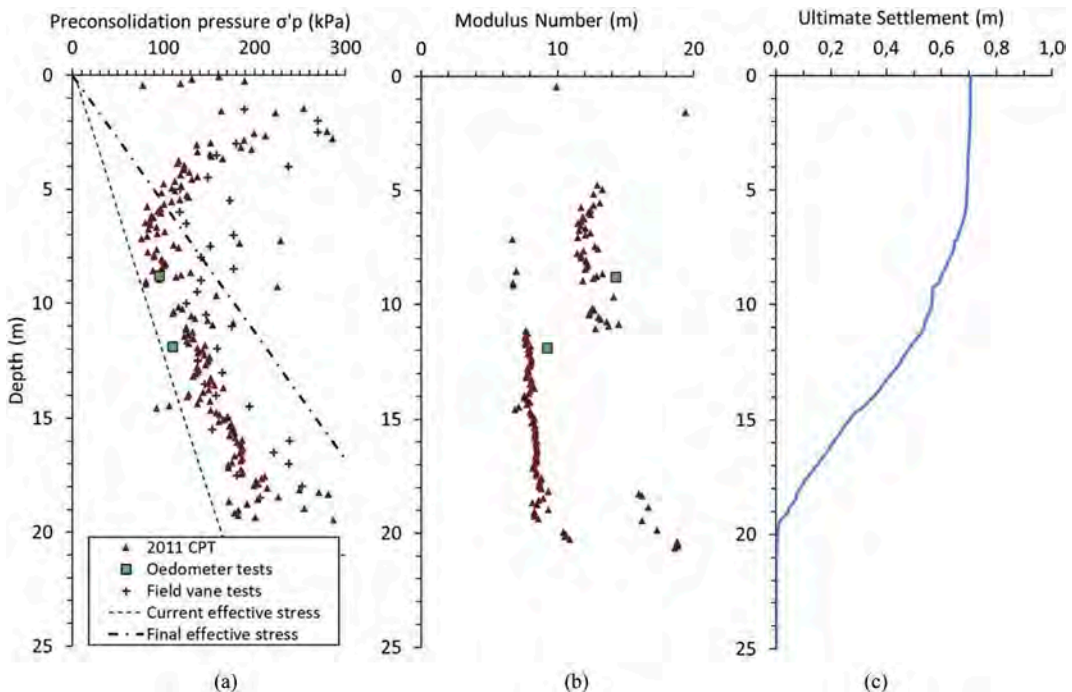 Preconsolidation pressure σ'p (kPa)
0 100 200 300
0
5
10
15
20
25
Depth (m)
2011 CPT
Oedometer tests
Field vane tests
Current effective stress
Final effective stress
(a)
Modulus Number (m)
0 10 20
0
5
10
15
20
25
(b)
Ultimate Settlement (m)
0,0 0,2 0,4 0,6 0,8 1,0
0
5
10
15
20
25
(c)